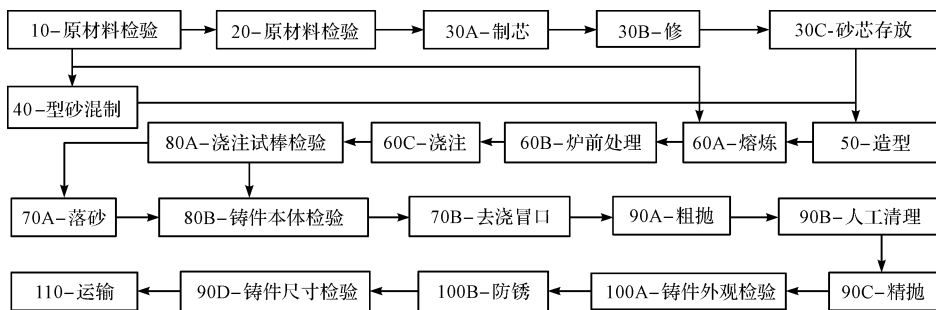 10-原材料检验
20-原材料检验
30A-制芯
30B-修
30C-砂芯存放
40-型砂混制
80A-浇注试棒检验
60C-浇注
60B-炉前处理
60A-熔炼
50-造型
70A-落砂
80B-铸件本体检验
70B-去浇冒口
90A-粗抛
90B-人工清理
110-运输
90D-铸件尺寸检验
100B-防锈
100A-铸件外观检验
90C-精抛